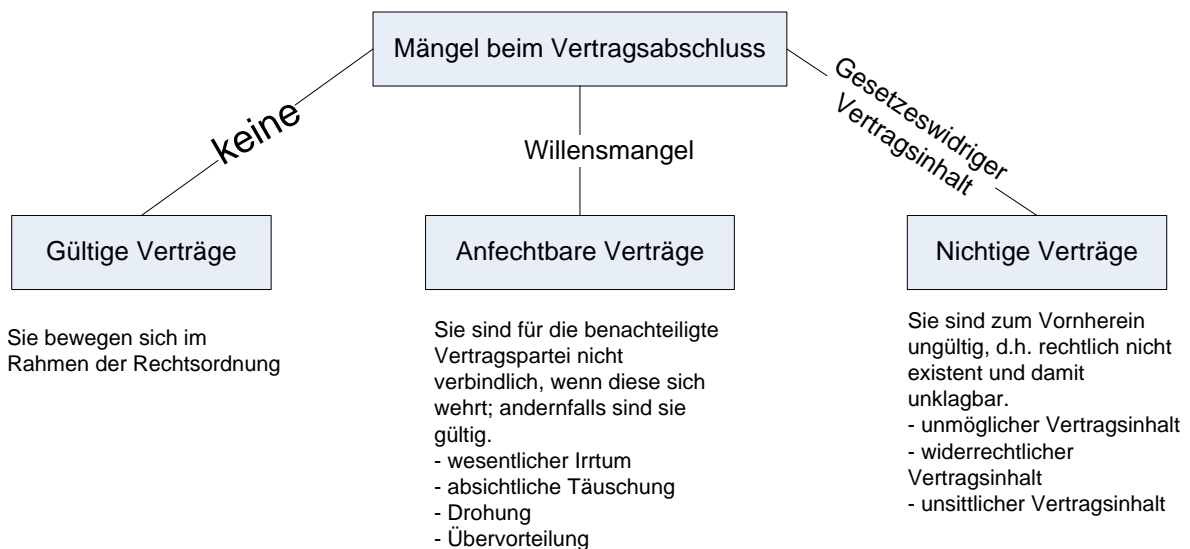 Mängel beim Vertragsabschluss
keine
Willensmangel
Gesetzeswidriger
Vertragsinhalt
Gültige Verträge
Anfechtbare Verträge
Nichtige Verträge
Sie bewegen sich im
Rahmen der Rechtsordnung
Sie sind für die benachteiligte
Vertragspartei nicht
verbindlich, wenn diese sich
wehrt; andernfalls sind sie
gültig.
- wesentlicher Irrtum
- absichtliche Täuschung
- Drohung
- Übervorteilung
Sie sind zum Vornherein
ungültig, d.h. rechtlich nicht
existent und damit
unklagbar.
- unmöglicher Vertragsinhalt
- widerrechtlicher
Vertragsinhalt
- unsittlicher Vertragsinhalt